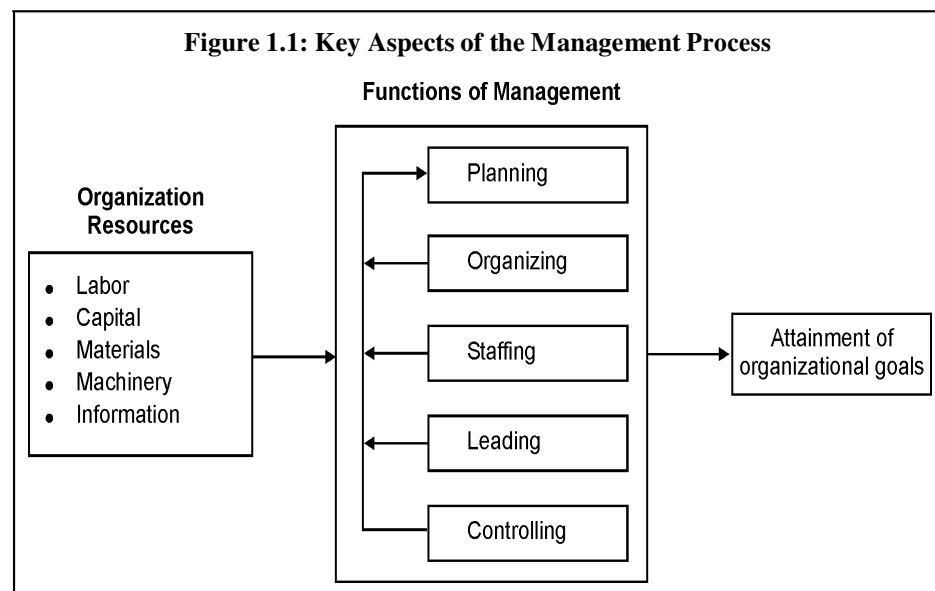 Figure 1.1: Key Aspects of the Management Process
Functions of Management
Organization
Resources
• Labor
• Capital
• Materials
• Machinery
• Information
Planning
Organizing
Staffing
Leading
Controlling
Attainment of
organizational goals